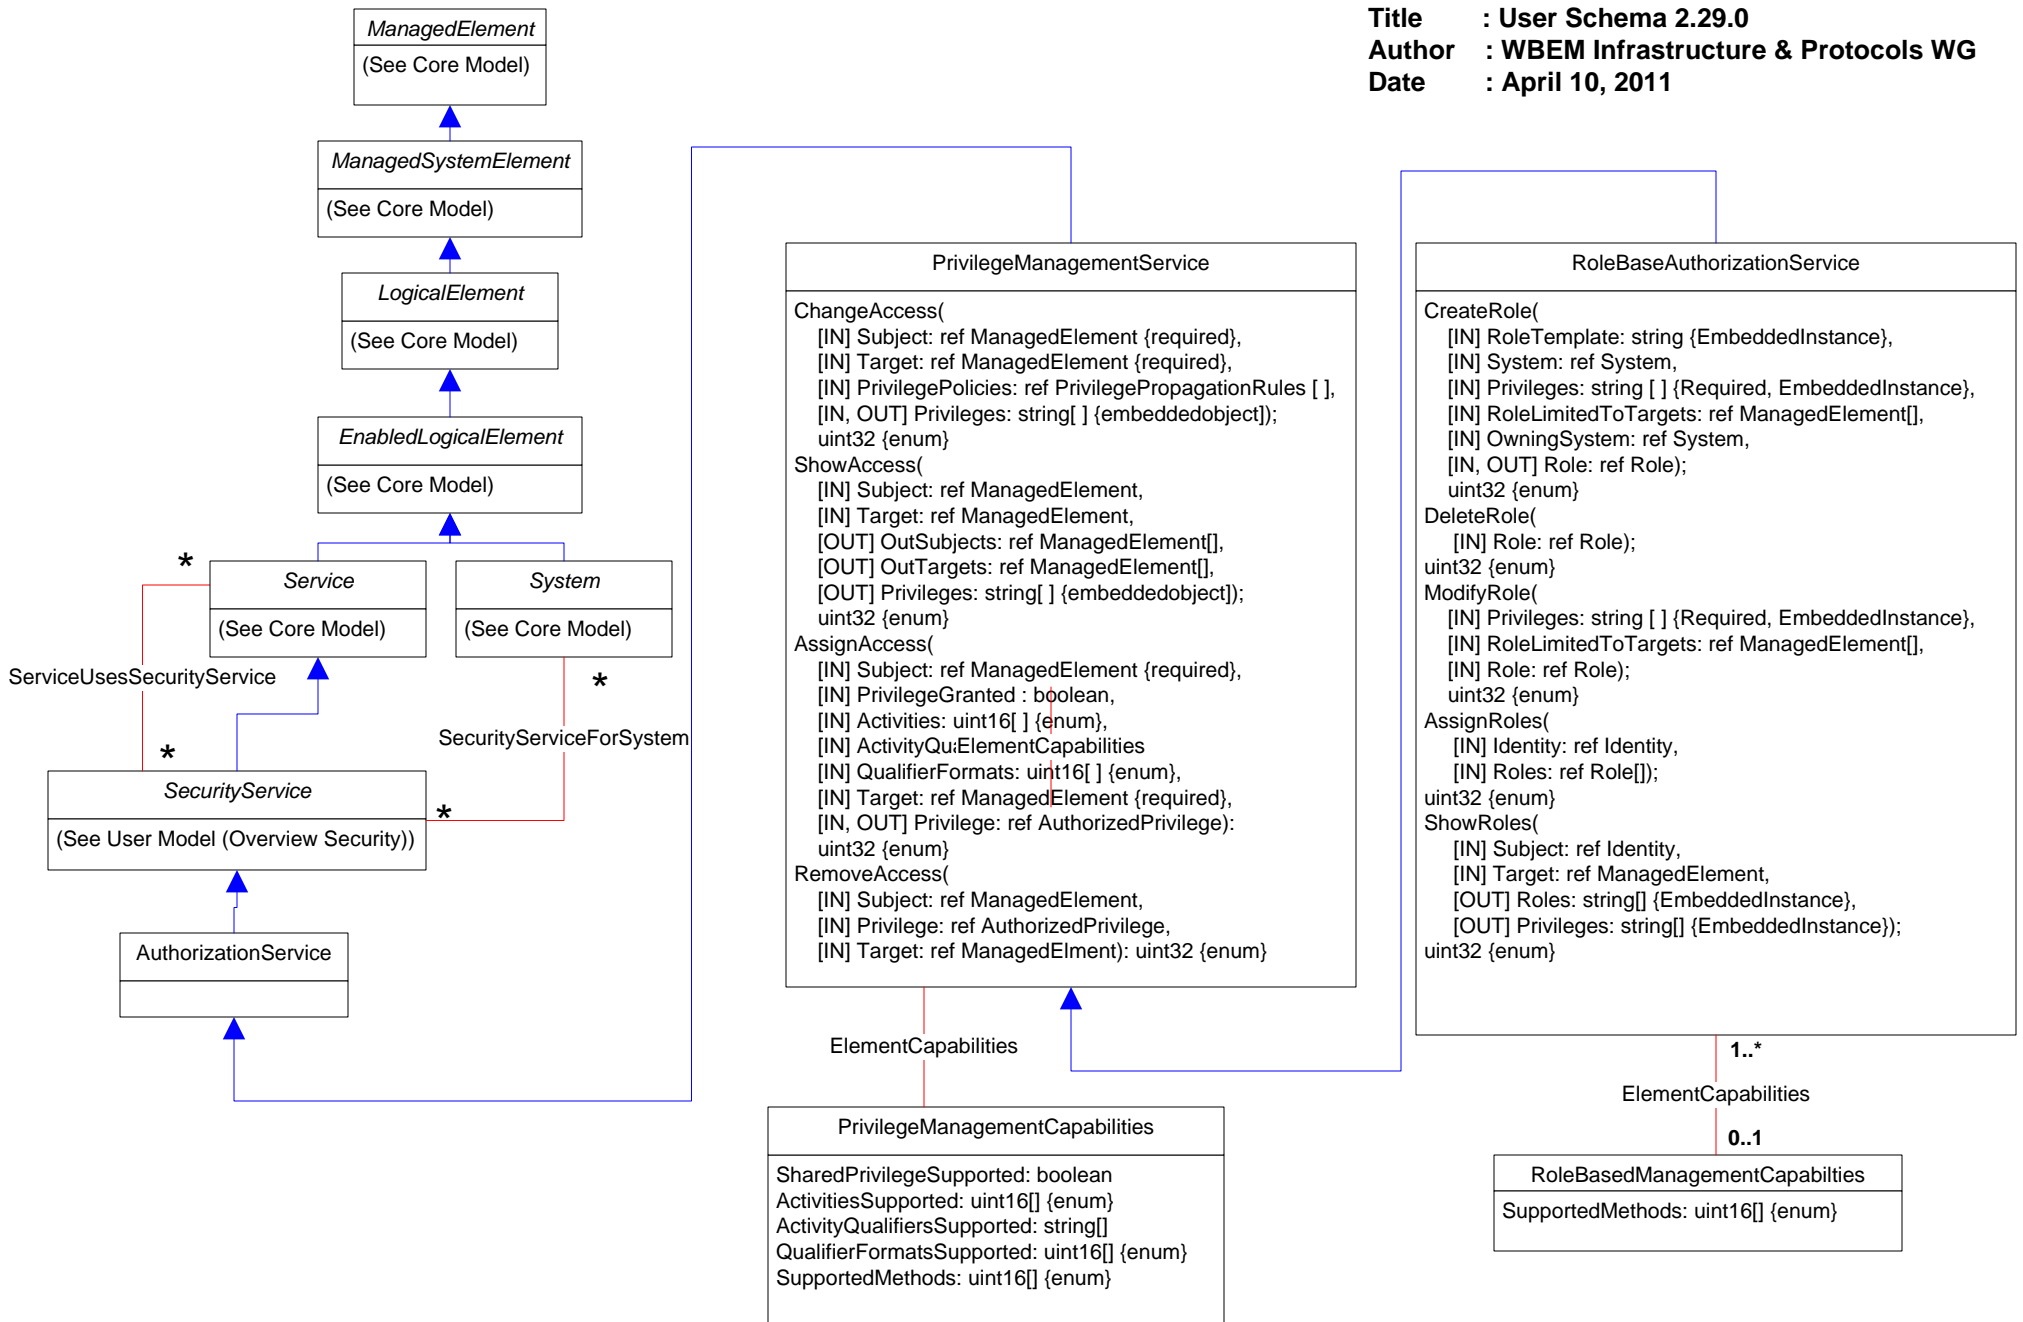 Title : User Schema 2.29.0
Author : WBEM Infrastructure & Protocols WG
Date : April 10, 2011
ManagedElement
(See Core Model)
ManagedSystemElement
(See Core Model)
LogicalElement
(See Core Model)
EnabledLogicalElement
(See Core Model)
*
Service
(See Core Model)
System
(See Core Model)
ServiceUsesSecurityService
*
SecurityServiceForSystem
*
*
SecurityService
(See User Model (Overview Security))
AuthorizationService
PrivilegeManagementService
ChangeAccess(
[IN] Subject: ref ManagedElement {required},
[IN] Target: ref ManagedElement {required},
[IN] PrivilegePolicies: ref PrivilegePropagationRules [ ],
[IN, OUT] Privileges: string[ ] {embeddedobject]);
uint32 {enum}
ShowAccess(
[IN] Subject: ref ManagedElement,
[IN] Target: ref ManagedElement,
[OUT] OutSubjects: ref ManagedElement[],
[OUT] OutTargets: ref ManagedElement[],
[OUT] Privileges: string[ ] {embeddedobject]);
uint32 {enum}
AssignAccess(
[IN] Subject: ref ManagedElement {required},
[IN] PrivilegeGranted : boolean,
[IN] Activities: uint16[ ] {enum},
[IN] ElementCapabilities
[IN] QualifierFormats: uint16[ ] {enum},
[IN] Target: ref ManagedElement {required},
[IN, OUT] Privilege: ref AuthorizedPrivilege):
uint32 {enum}
RemoveAccess(
[IN] Subject: ref ManagedElement,
[IN] Privilege: ref AuthorizedPrivilege,
[IN] Target: ref ManagedElment): uint32 {enum}
ElementCapabilities
PrivilegeManagementCapabilities
SharedPrivilegeSupported: boolean
ActivitiesSupported: uint16[] {enum}
ActivityQualifiersSupported: string[]
QualifierFormatsSupported: uint16[] {enum}
SupportedMethods: uint16[] {enum}
RoleBaseAuthorizationService
CreateRole(
[IN] RoleTemplate: string {EmbeddedInstance},
[IN] System: ref System,
[IN] Privileges: string [ ] {Required, EmbeddedInstance},
[IN] RoleLimitedToTargets: ref ManagedElement[],
[IN] OwningSystem: ref System,
[IN, OUT] Role: ref Role);
uint32 {enum}
DeleteRole(
[IN] Role: ref Role);
uint32 {enum}
ModifyRole(
[IN] Privileges: string [ ] {Required, EmbeddedInstance},
[IN] RoleLimitedToTargets: ref ManagedElement[],
[IN] Role: ref Role);
uint32 {enum}
AssignRoles(
[IN] Identity: ref Identity,
[IN] Roles: ref Role[]);
uint32 {enum}
ShowRoles(
[IN] Subject: ref Identity,
[IN] Target: ref ManagedElement,
[OUT] Roles: string[] {EmbeddedInstance},
[OUT] Privileges: string[] {EmbeddedInstance});
uint32 {enum}
1..*
ElementCapabilities
0..1
RoleBasedManagementCapabilties
SupportedMethods: uint16[] {enum}